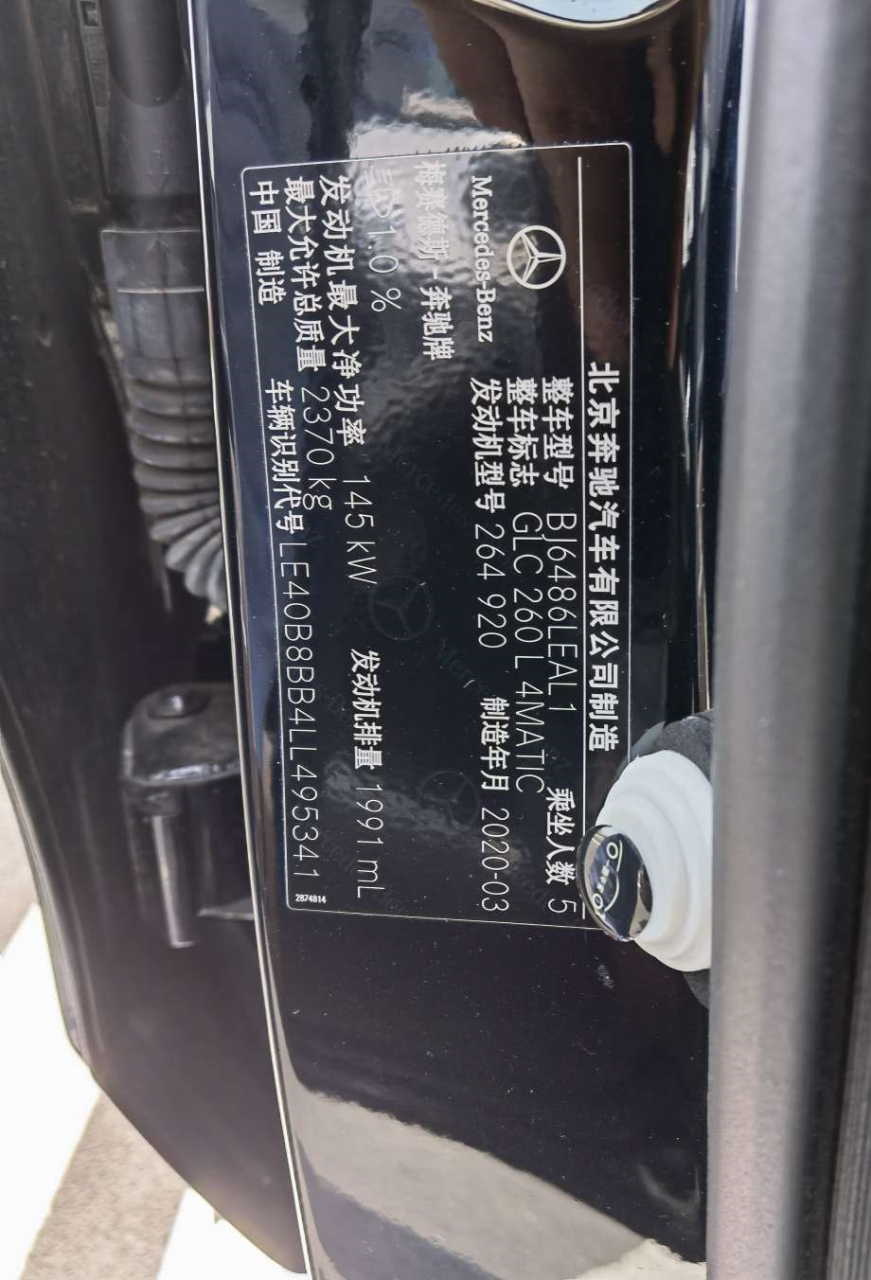 北京奔驰汽车有限公司制造
Mercedes-Benz
梅赛德斯-奔驰牌
整车型号 BJ6486LEAL1 乘坐人数 5
整车标志 GLC 260 L 4MATIC
发动机型号 264 920 制造年月 2020-03
1.0 %
发动机最大净功率 145 kW 发动机排量 1991 mL
最大允许总质量 2370 kg
中国 制造 车辆识别代号 LE40B8BB4LL495341
2874814